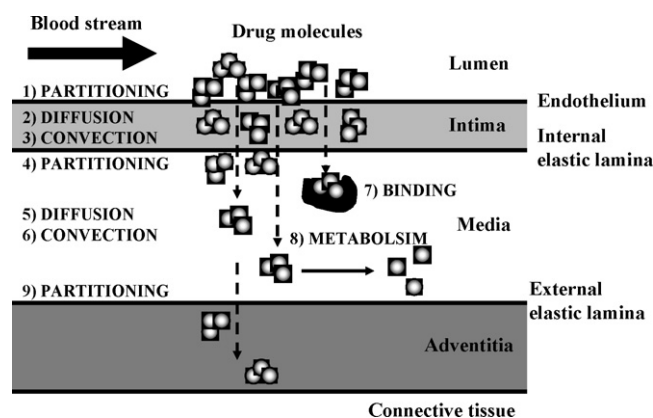 Blood stream
Drug molecules
Lumen
1) PARTITIONING
Endothelium
2) DIFFUSION
3) CONVECTION
Intima
Internal
elastic lamina
4) PARTITIONING
7) BINDING
5) DIFFUSION
6) CONVECTION
Media
8) METABOLSIM
9) PARTITIONING
External
elastic lamina
Adventitia
Connective tissue